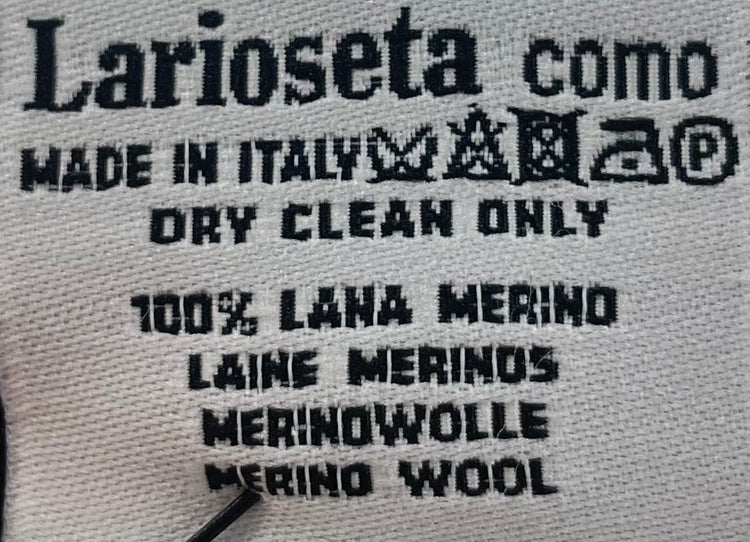 Larioseta como
MADE IN ITALY P
DRY CLEAN ONLY
100% LANA MERINO
LAINE MERINOS
MERINOWOLLE
MERINO WOOL